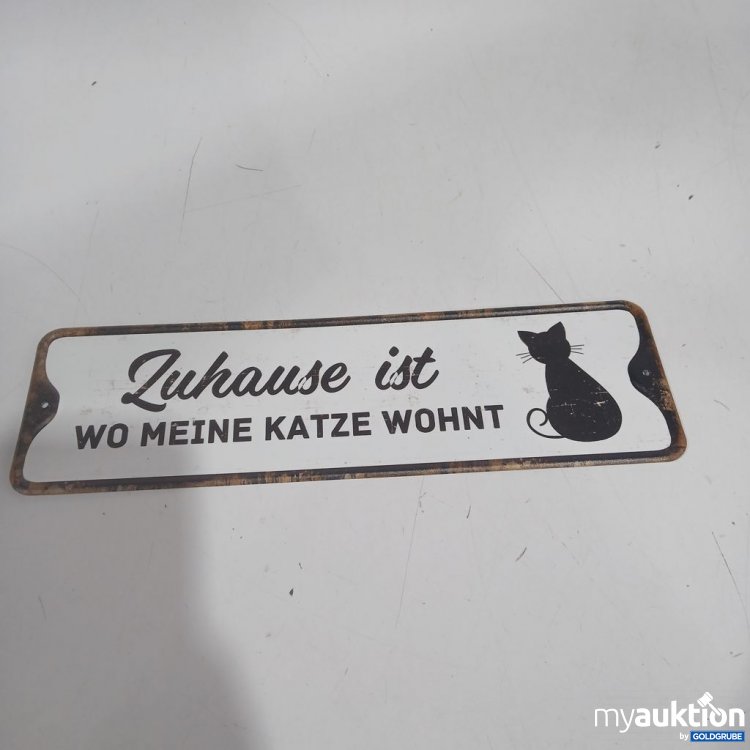 Zuhause ist
WO MEINE KATZE WOHNT
myauktion
by GOLDGRUBE